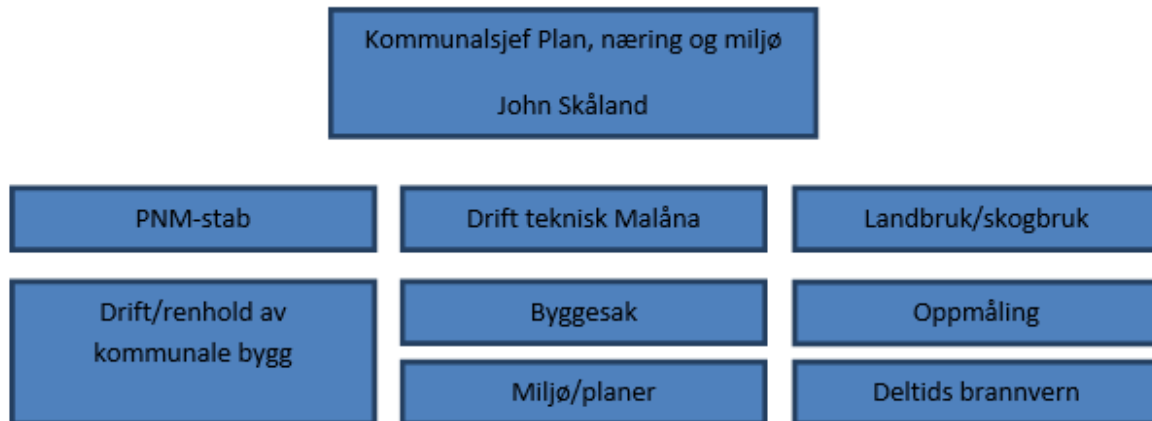 Kommunalsjef Plan, næring og miljø
John Skåland
PNM-stab
Drift teknisk Malåna
Landbruk/skogbruk
Drift/renhold av
kommunale bygg
Byggesak
Oppmåling
Miljø/planer
Deltids brannvern